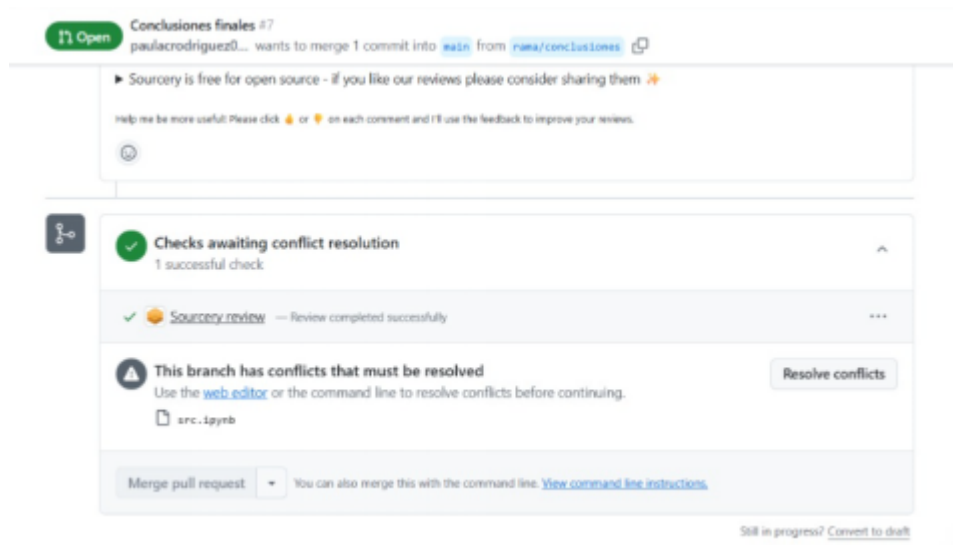 Open
Conclusiones finales #7
paulacrodriguez0... wants to merge 1 commit into main from rama/conclusiones
Sourcery is free for open source - if you like our reviews please consider sharing them ✨
Help me be more useful! Please click 👍 or 👎 on each comment and I'll use the feedback to improve your reviews.
Checks awaiting conflict resolution
1 successful check
Sourcery review — Review completed successfully
This branch has conflicts that must be resolved
Resolve conflicts
Use the web editor or the command line to resolve conflicts before continuing.
src.ipynb
Merge pull request
You can also merge this with the command line. View command line instructions.
Still in progress? Convert to draft